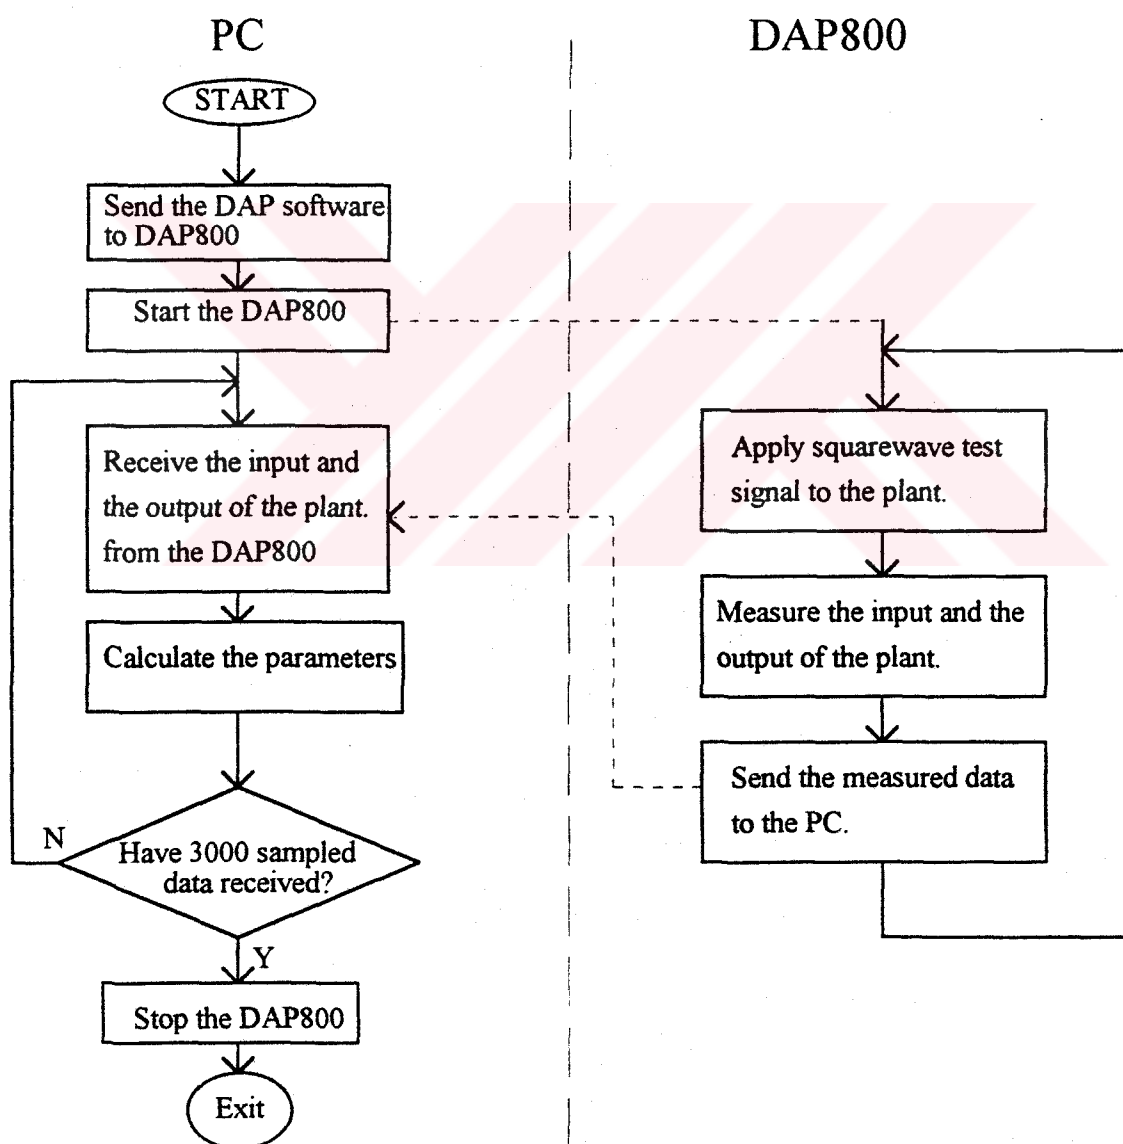 PC
START
Send the DAP software
to DAP800
Start the DAP800
Receive the input and
the output of the plant.
from the DAP800
Calculate the parameters
N
Have 3000 sampled
data received?
Y
Stop the DAP800
Exit
DAP800
Apply squarewave test
signal to the plant.
Measure the input and the
output of the plant.
Send the measured data
to the PC.